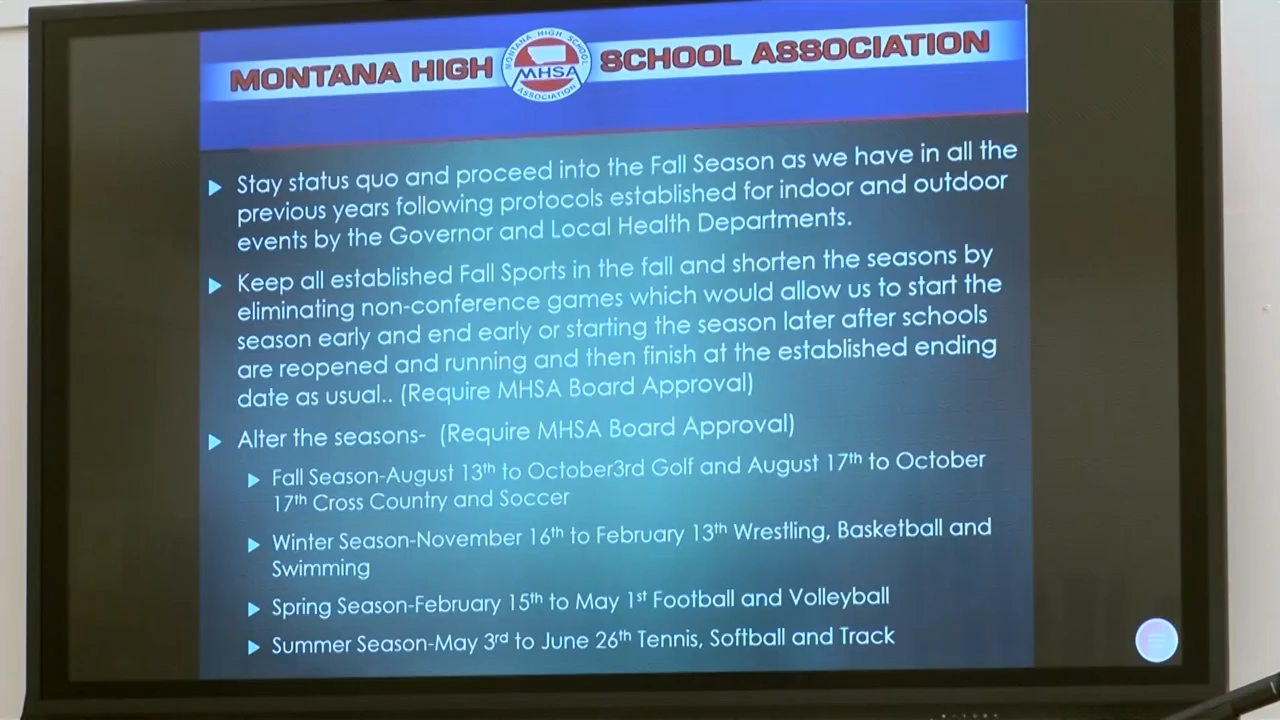 MONTANA HIGH SCHOOL ASSOCIATION
MONTANA HIGH SCHOOL
MHSA
ASSOCIATION
Stay status quo and proceed into the Fall Season as we have in all the
previous years following protocols established for indoor and outdoor
events by the Governor and Local Health Departments.
Keep all established Fall Sports in the fall and shorten the seasons by
eliminating non-conference games which would allow us to start the
season early and end early or starting the season later after schools
are reopened and running and then finish at the established ending
date as usual.. (Require MHSA Board Approval)
Alter the seasons- (Require MHSA Board Approval)
Fall Season-August 13th to October3rd Golf and August 17th to October
17th Cross Country and Soccer
Winter Season-November 16th to February 13th Wrestling, Basketball and
Swimming
Spring Season-February 15th to May 1st Football and Volleyball
Summer Season-May 3rd to June 26th Tennis, Softball and Track